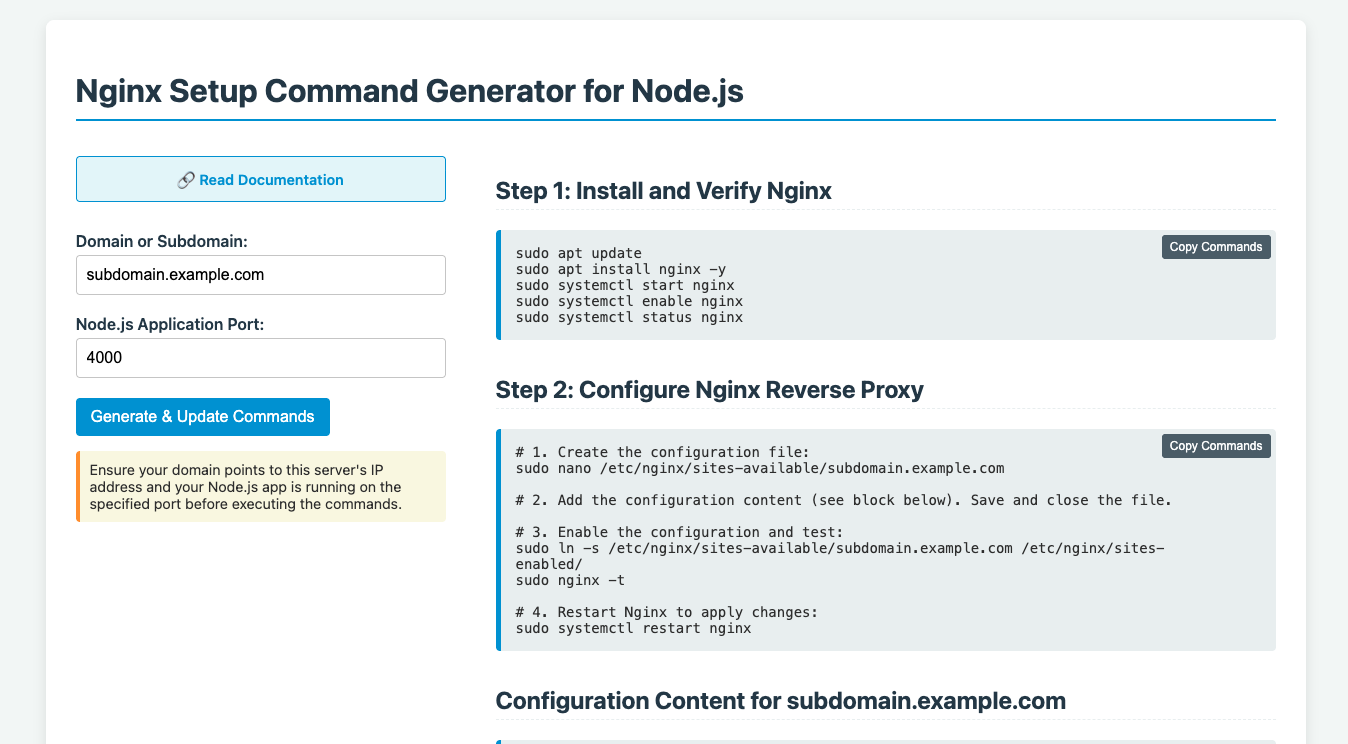 Nginx Setup Command Generator for Node.js
🔗 Read Documentation
Domain or Subdomain:
subdomain.example.com
Node.js Application Port:
4000
Generate & Update Commands
Ensure your domain points to this server's IP
address and your Node.js app is running on the
specified port before executing the commands.
Step 1: Install and Verify Nginx
Copy Commands
sudo apt update
sudo apt install nginx -y
sudo systemctl start nginx
sudo systemctl enable nginx
sudo systemctl status nginx
Step 2: Configure Nginx Reverse Proxy
Copy Commands
# 1. Create the configuration file:
sudo nano /etc/nginx/sites-available/subdomain.example.com
# 2. Add the configuration content (see block below). Save and close the file.
# 3. Enable the configuration and test:
sudo ln -s /etc/nginx/sites-available/subdomain.example.com /etc/nginx/sites-
enabled/
sudo nginx -t
# 4. Restart Nginx to apply changes:
sudo systemctl restart nginx
Configuration Content for subdomain.example.com